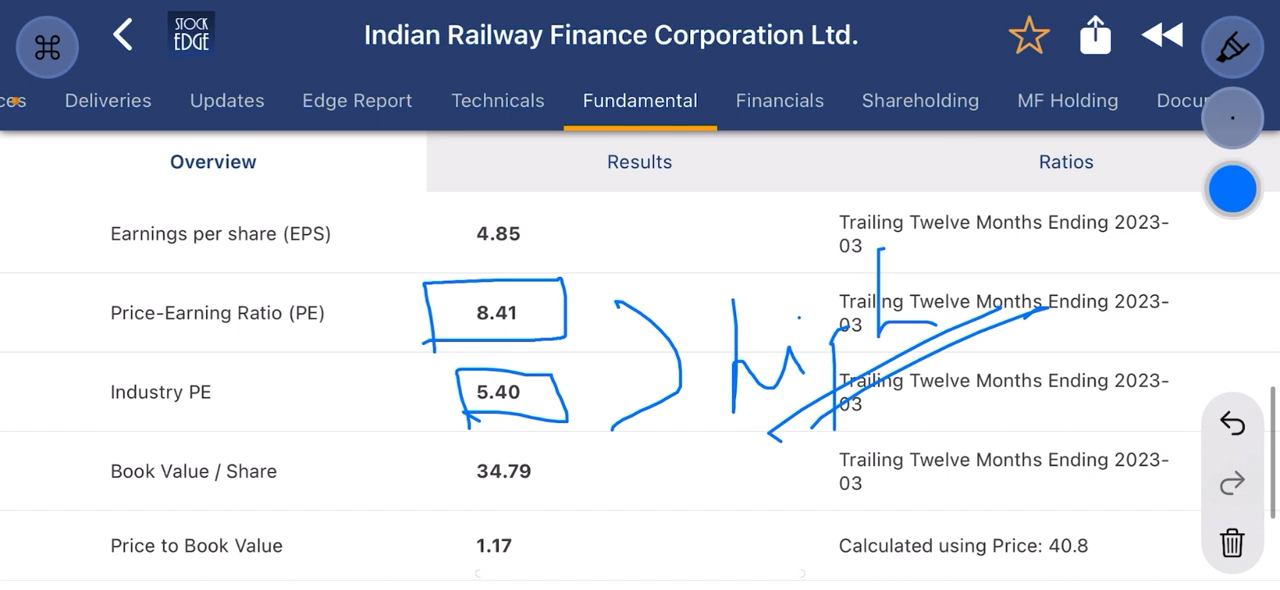 STOCK
EDGE
Indian Railway Finance Corporation Ltd.
ces Deliveries Updates Edge Report Technicals Fundamental Financials Shareholding MF Holding Docu
Overview Results Ratios
Earnings per share (EPS) 4.85 Trailing Twelve Months Ending 2023-
03
Price-Earning Ratio (PE) 8.41 Trailing Twelve Months Ending 2023-
03
high
Industry PE 5.40 Trailing Twelve Months Ending 2023-
03
Book Value / Share 34.79 Trailing Twelve Months Ending 2023-
03
Price to Book Value 1.17 Calculated using Price: 40.8